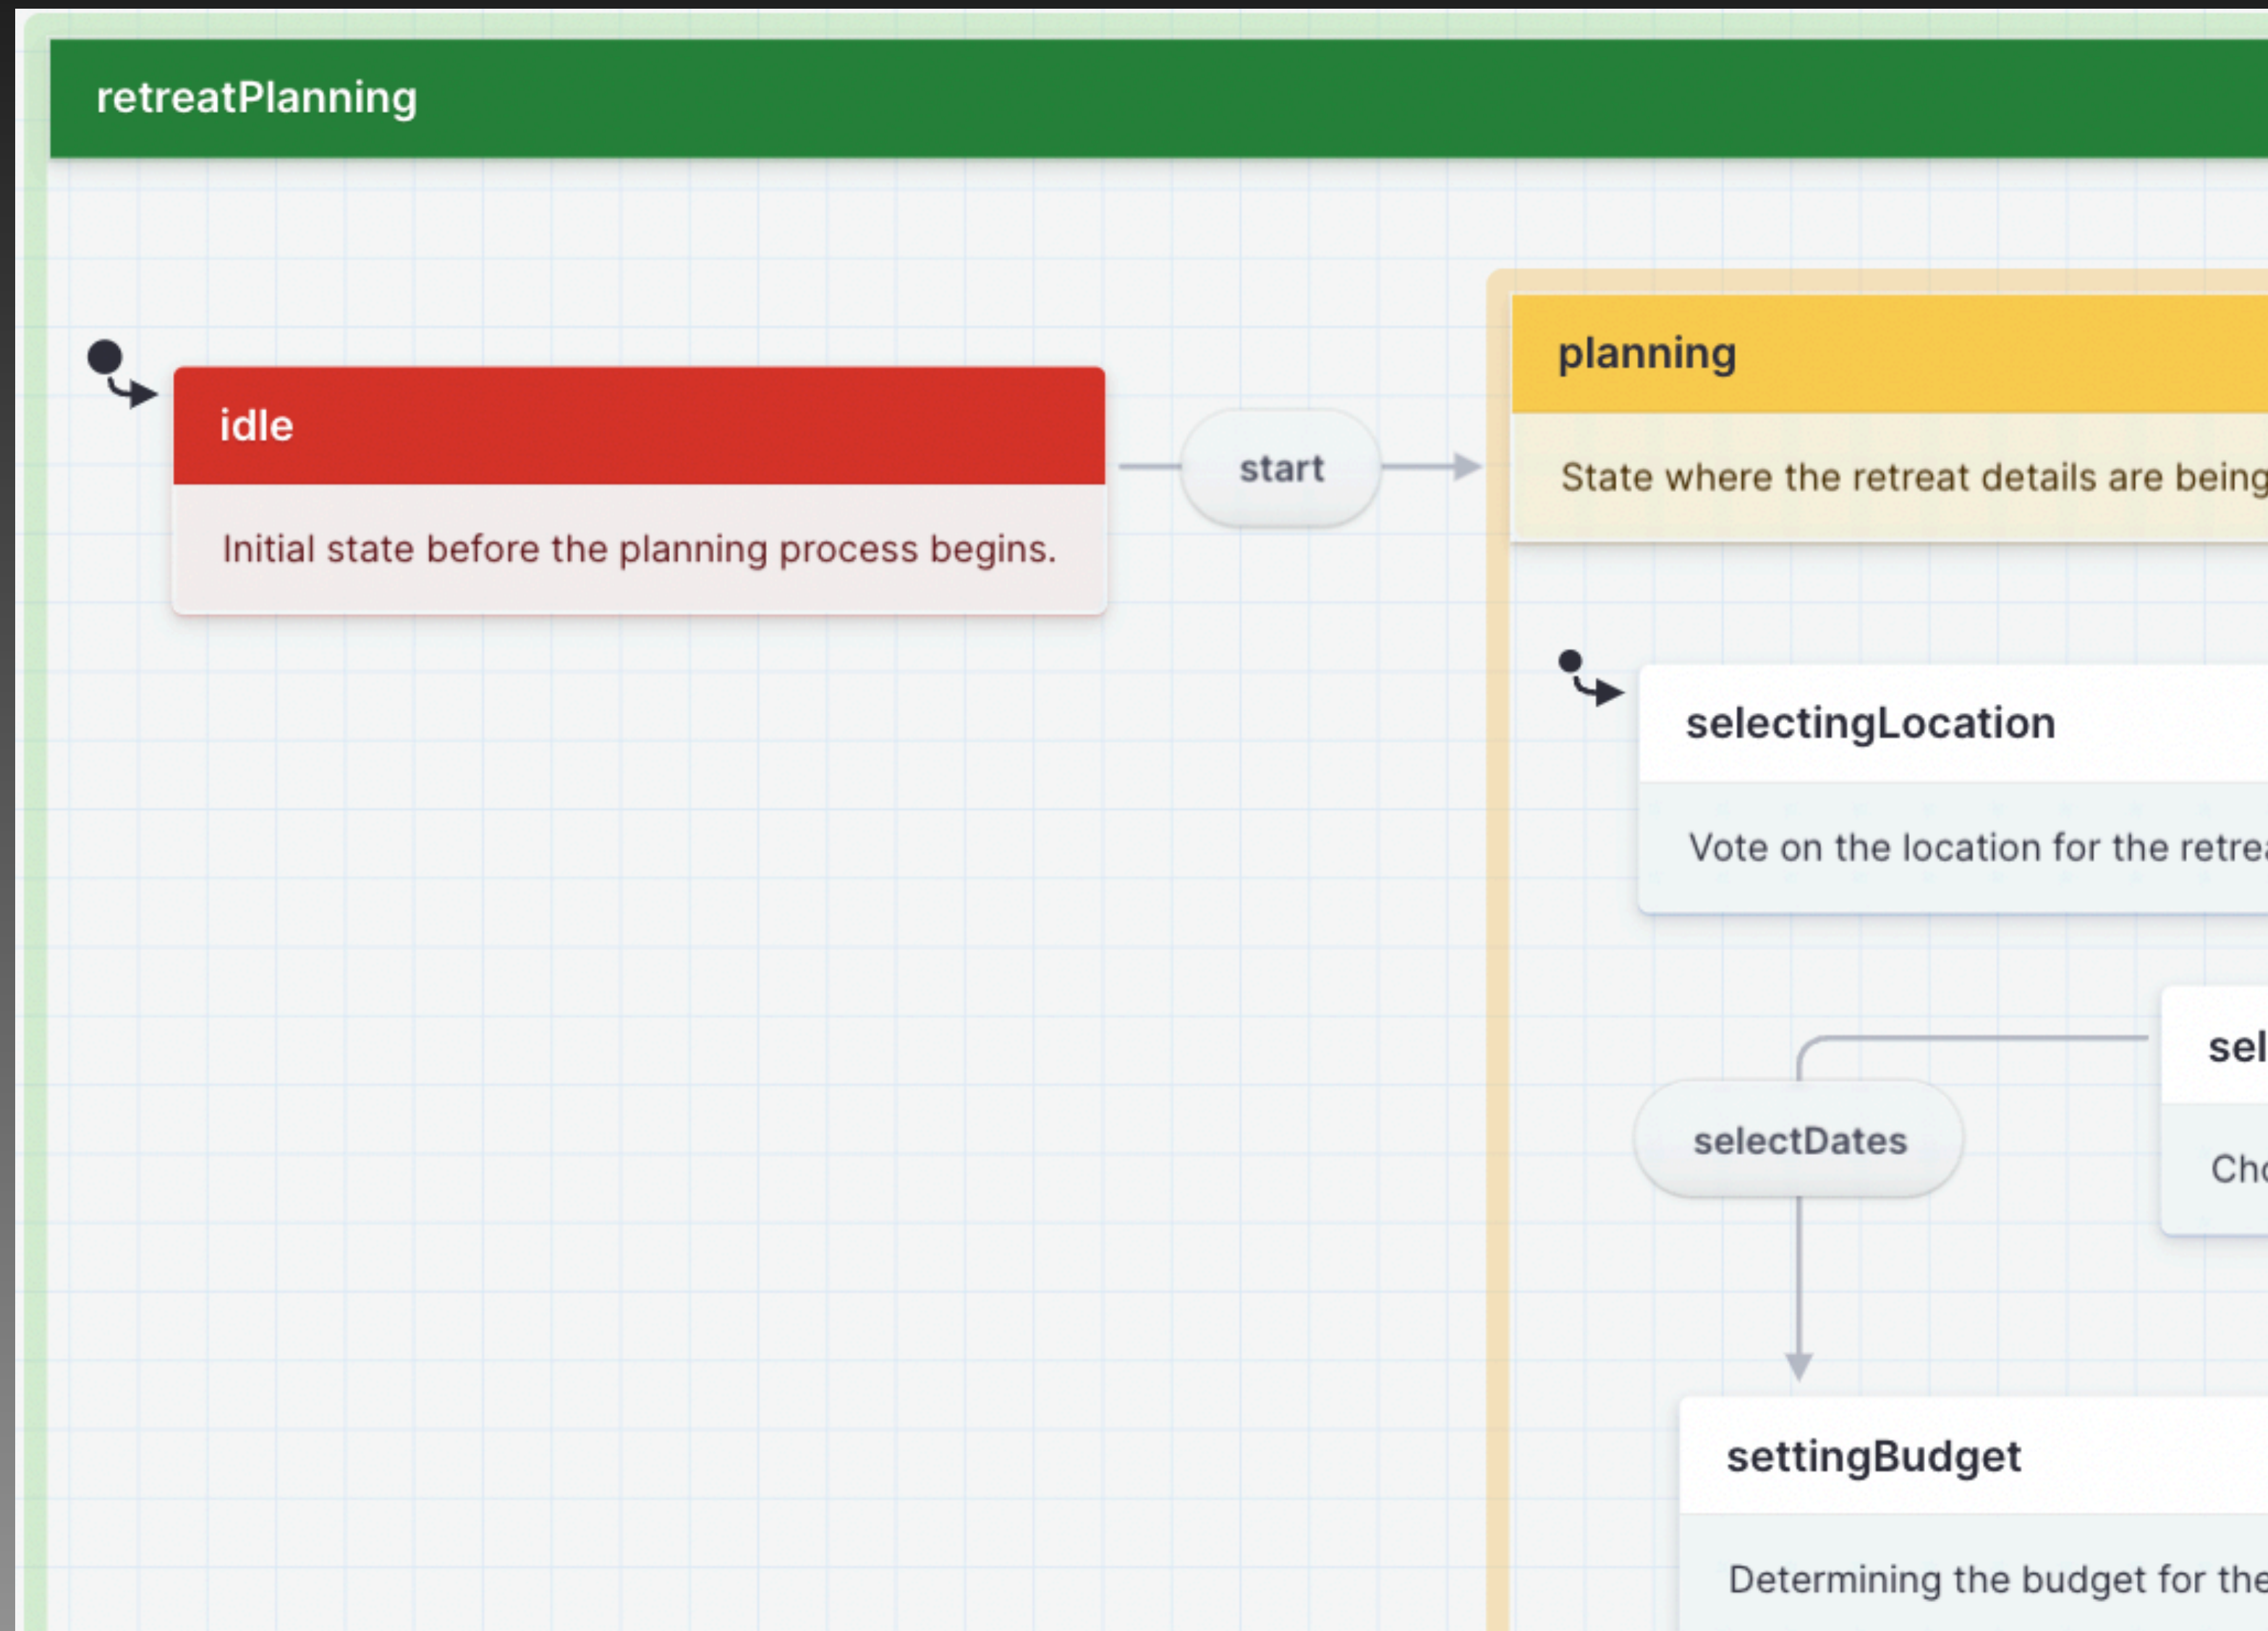 retreatPlanning
idle
Initial state before the planning process begins.
start
planning
State where the retreat details are being
selectingLocation
Vote on the location for the
selectDates
settingBudget
Determining the budget for the